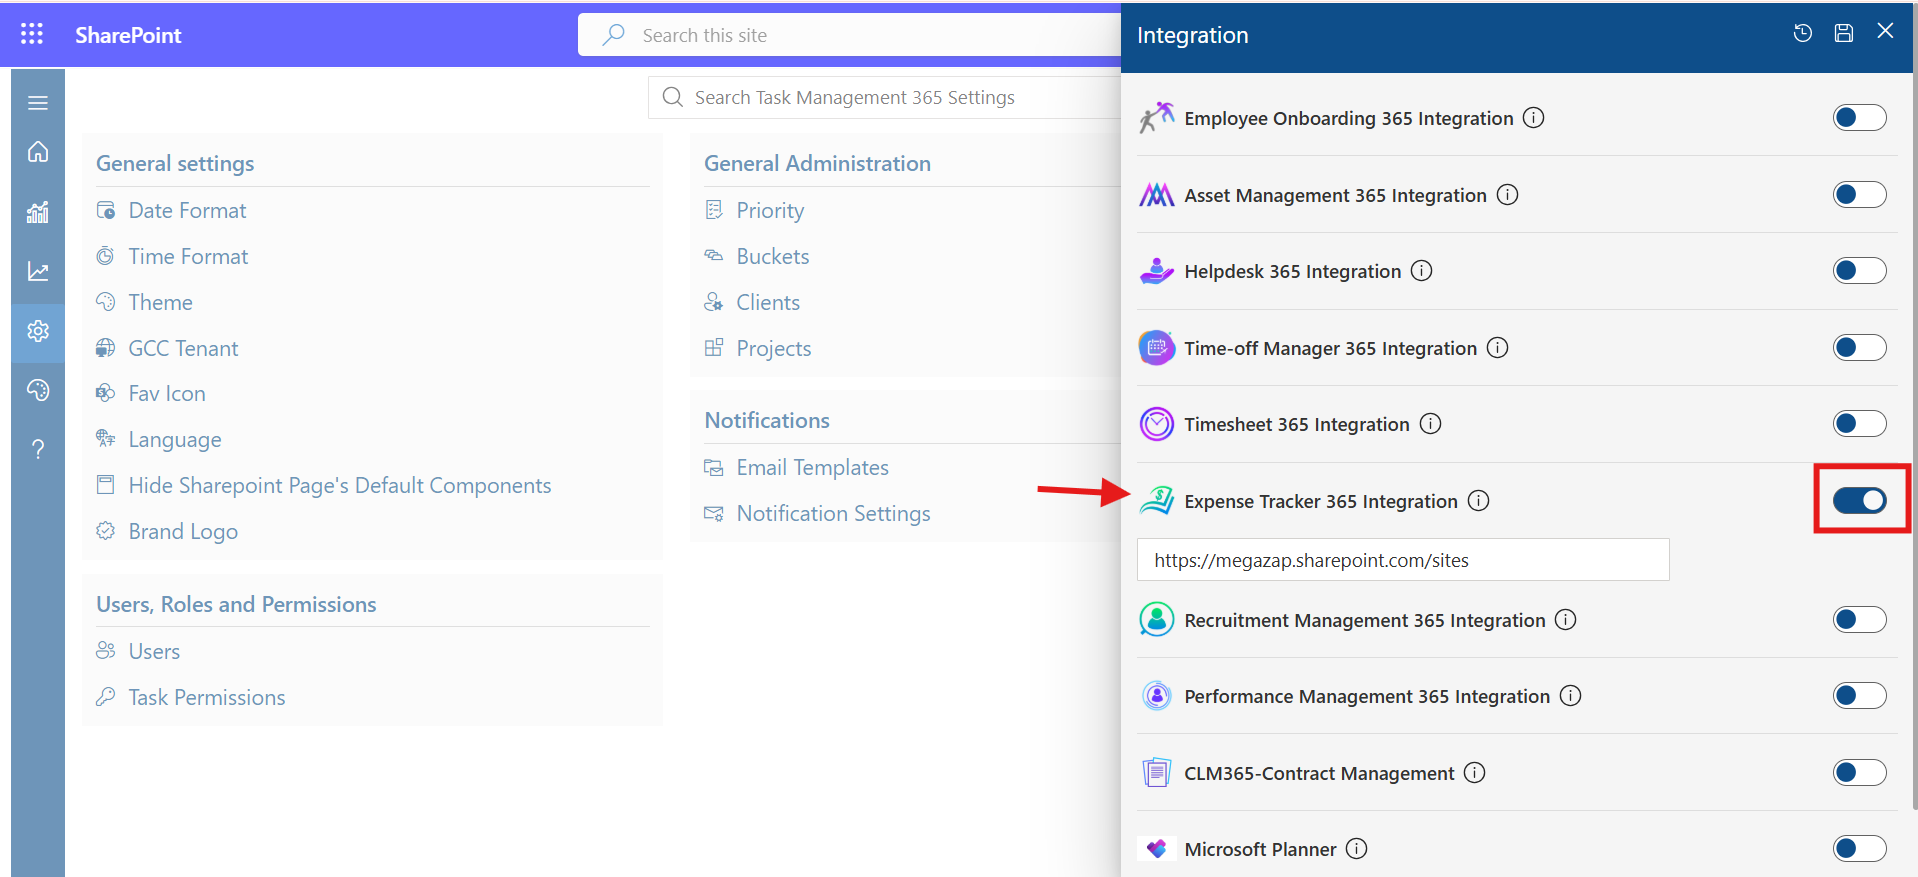 SharePoint
Search this site
Search Task Management 365 Settings
General settings
Date Format
Time Format
Theme
GCC Tenant
Fav Icon
Language
Hide Sharepoint Page's Default Components
Brand Logo
Users, Roles and Permissions
Users
Task Permissions
General Administration
Priority
Buckets
Clients
Projects
Notifications
Email Templates
Notification Settings
Integration
Employee Onboarding 365 Integration
Asset Management 365 Integration
Helpdesk 365 Integration
Time-off Manager 365 Integration
Timesheet 365 Integration
Expense Tracker 365 Integration
https://megazap.sharepoint.com/sites
Recruitment Management 365 Integration
Performance Management 365 Integration
CLM365-Contract Management
Microsoft Planner